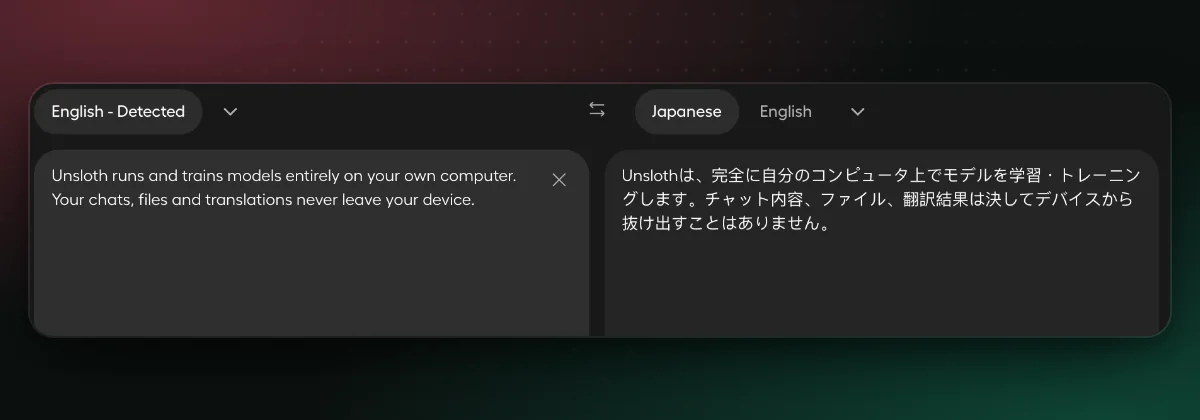 English - Detected
Japanese
English
Unsloth runs and trains models entirely on your own computer.
Your chats, files and translations never leave your device.
Unslothは、完全に自分のコンピュータ上でモデルを学習・トレーニン
グします。チャット内容、ファイル、翻訳結果は決してデバイスから
抜け出すことはありません。